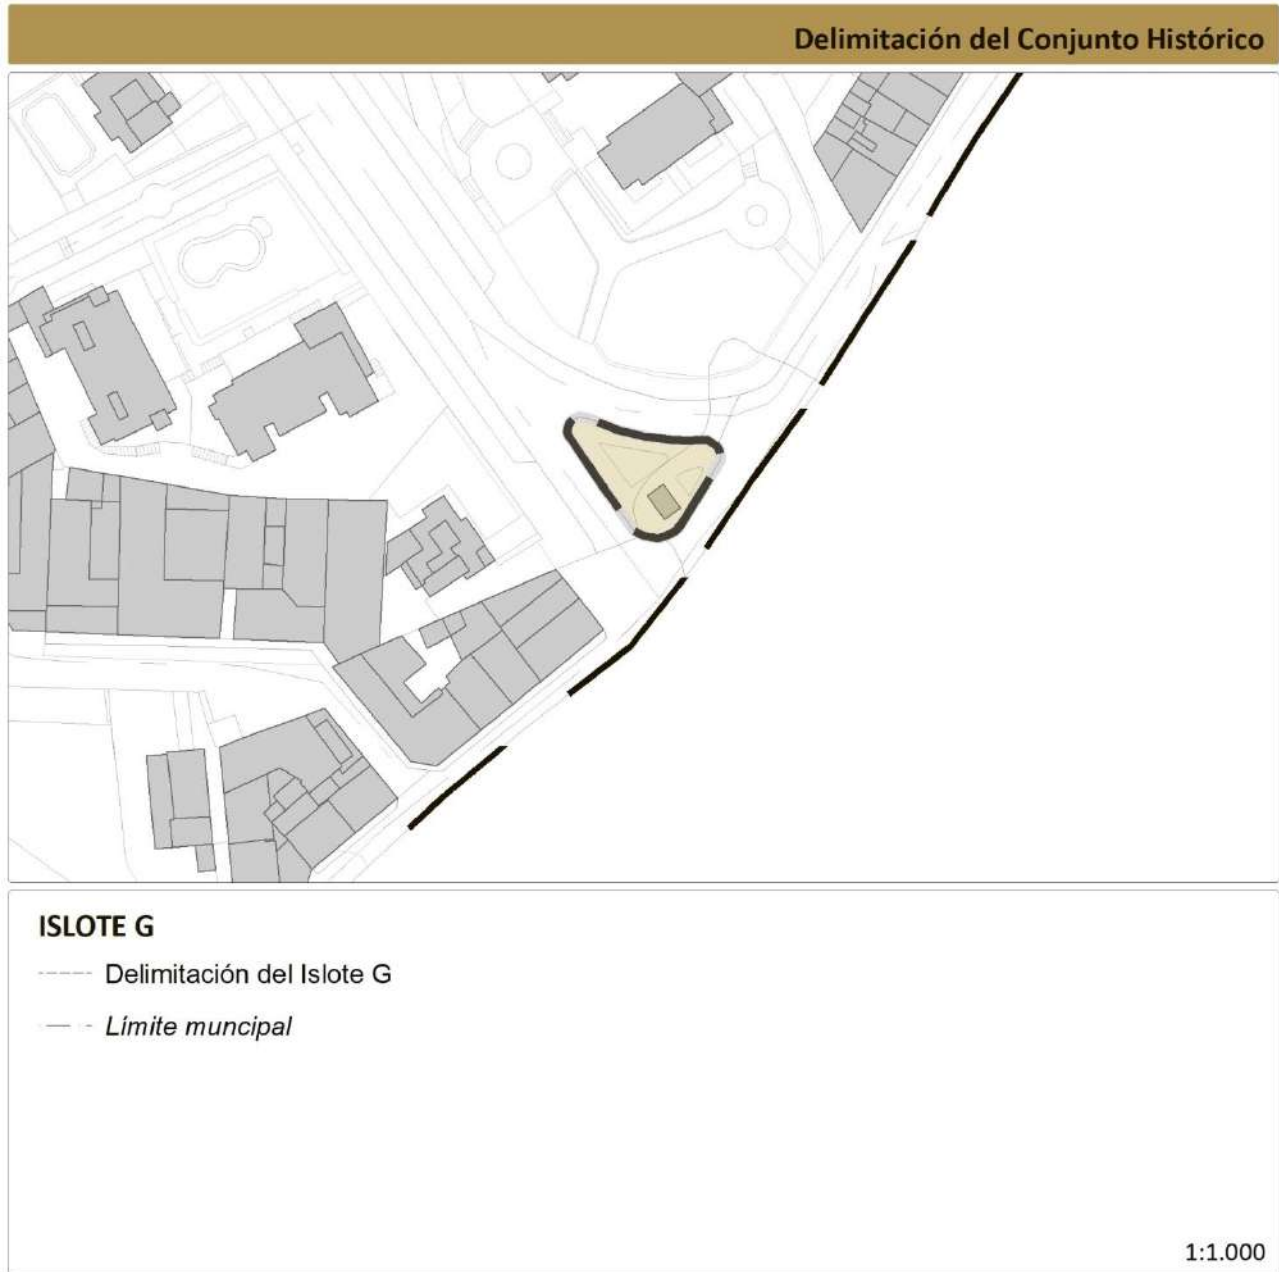 Delimitación del Conjunto Histórico
ISLOTE G
Delimitación del Islote G
Límite muncipal
1:1.000